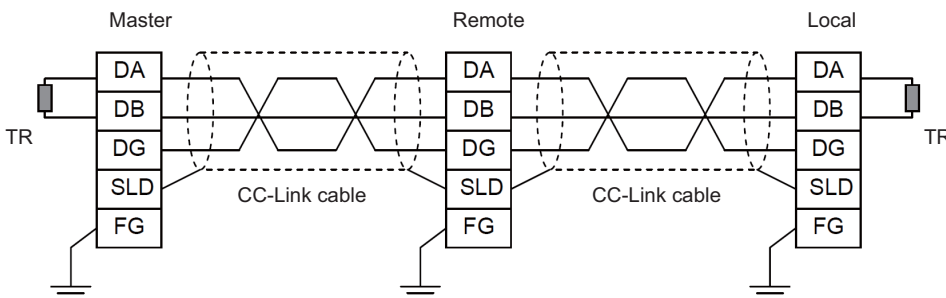 Master Remote Local
DA DA DA
DB DB DB
TR TR
DG DG DG
SLD SLD SLD
CC-Link cable CC-Link cable
FG FG FG